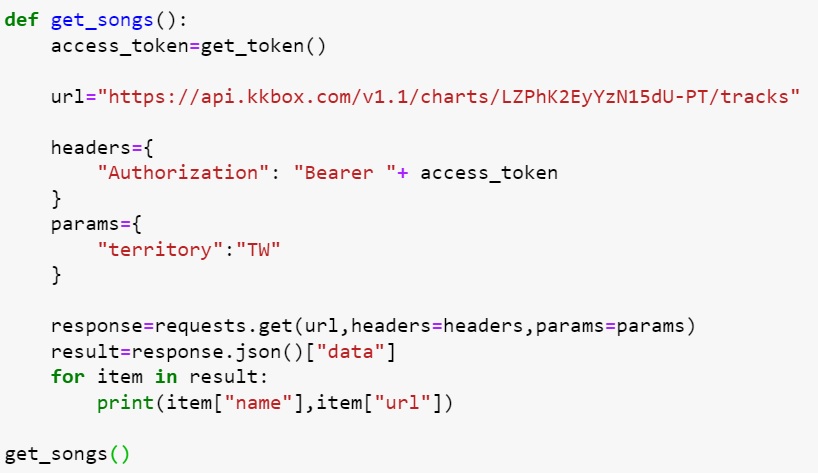 def get_songs():
    access_token=get_token()
    url="https://api.kkbox.com/v1.1/charts/LZPhK2EyYzN15dU-PT/tracks"
    headers={
        "Authorization": "Bearer "+ access_token
    }
    params={
        "territory":"TW"
    }
    response=requests.get(url,headers=headers,params=params)
    result=response.json()["data"]
    for item in result:
        print(item["name"],item["url"])
get_songs()